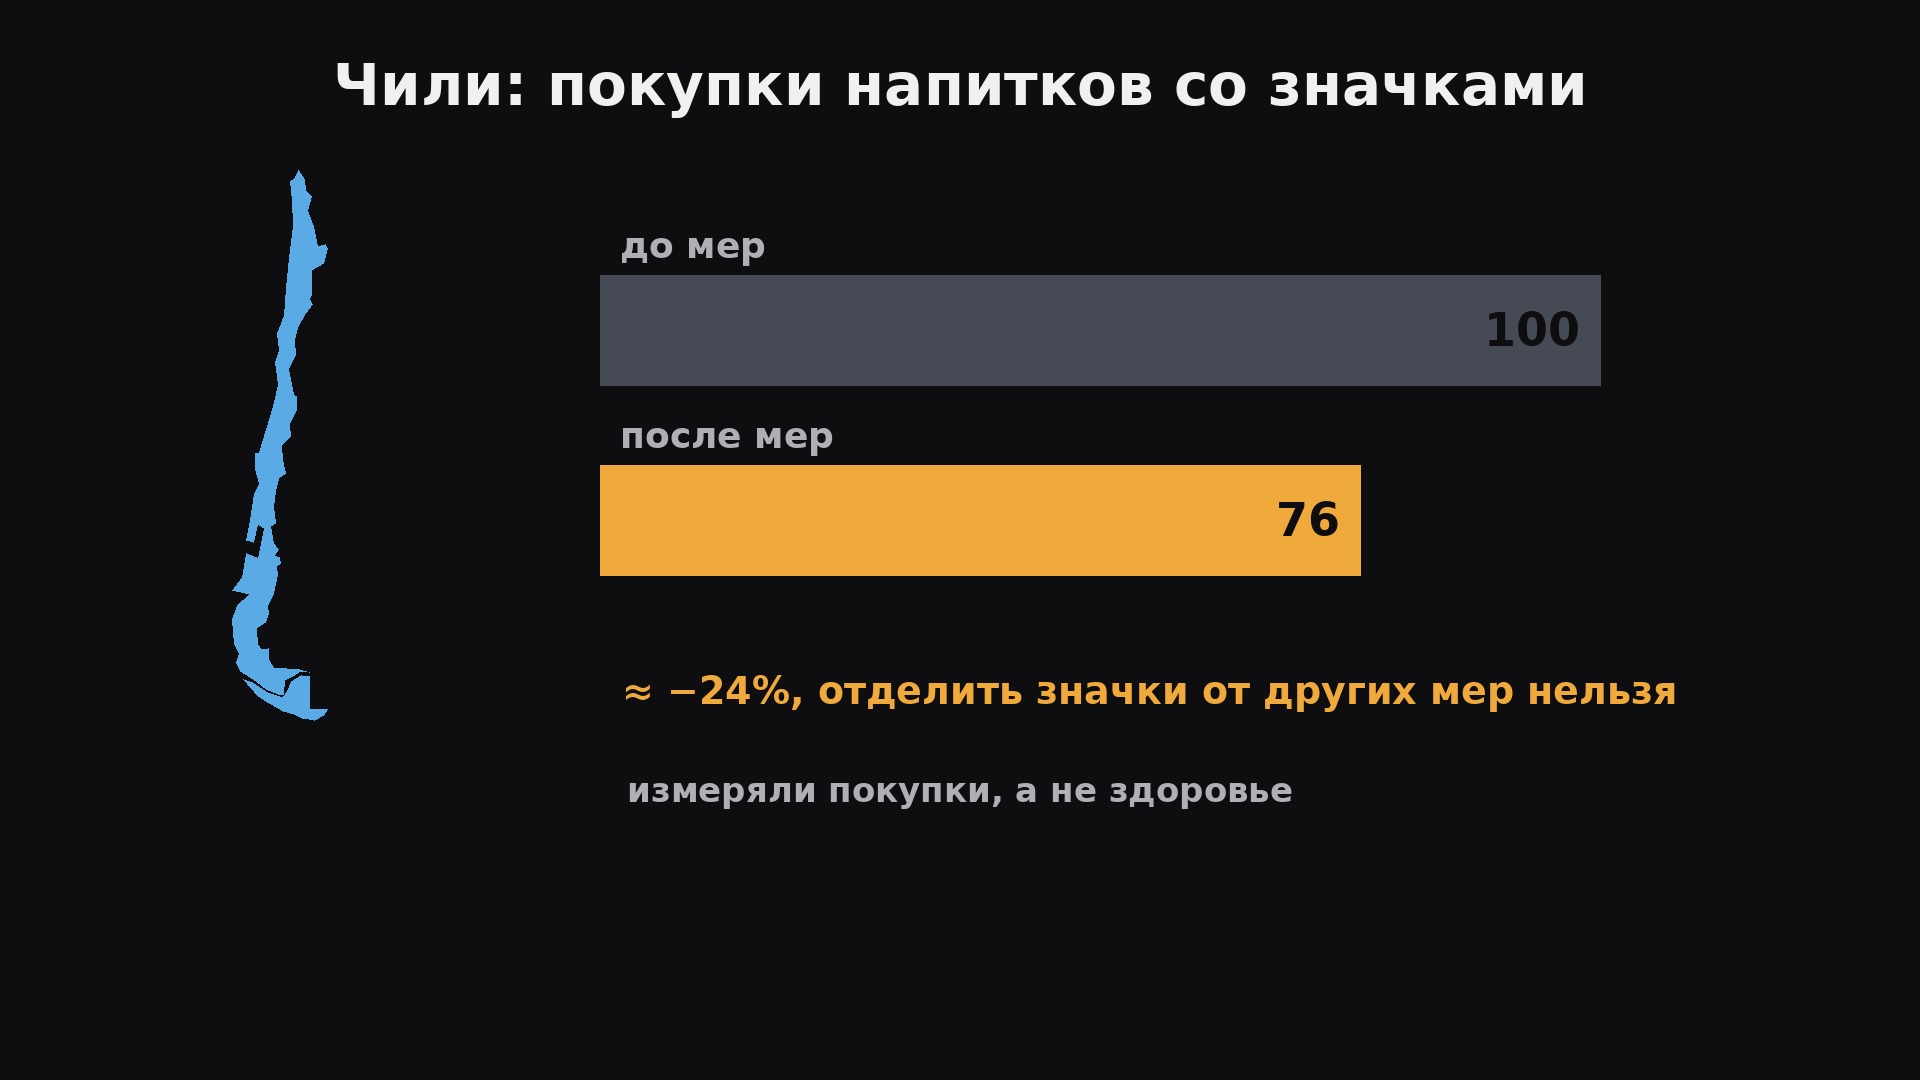 Чили: покупки напитков со значками
до мер
100
после мер
76
≈ −24%, отделить значки от других мер нельзя
измеряли покупки, а не здоровье